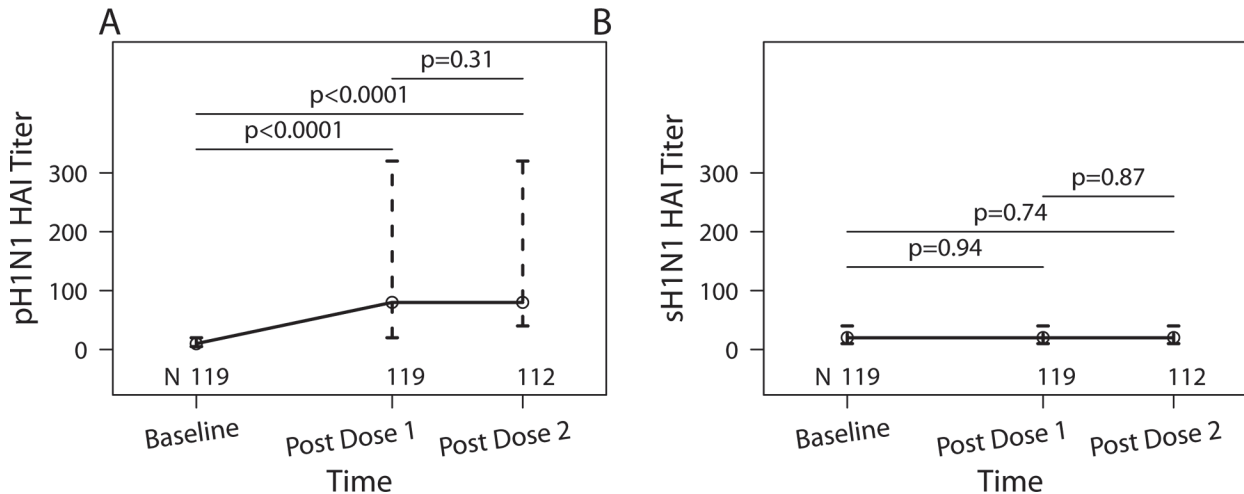 A
pH1N1 HAI Titer
300
200
100
0
p=0.31
p<0.0001
p<0.0001
N 119
119
112
Baseline
Post Dose 1
Post Dose 2
Time
B
sH1N1 HAI Titer
300
200
100
0
p=0.87
p=0.74
p=0.94
N 119
119
112
Baseline
Post Dose 1
Post Dose 2
Time